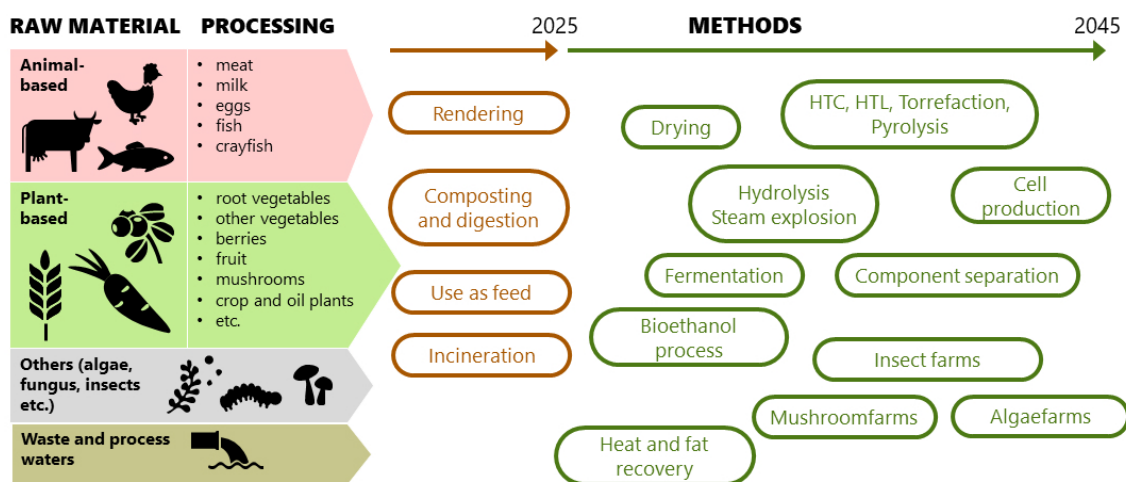 RAW MATERIAL
PROCESSING
2025
METHODS
2045
Animal-
based
• meat
• milk
• eggs
• fish
• crayfish
Plant-
based
• root vegetables
• other vegetables
• berries
• fruit
• mushrooms
• crop and oil plants
• etc.
Others (algae,
fungus, insects
etc.)
Waste and process
waters
Rendering
Composting
and digestion
Use as feed
Incineration
Drying
HTC, HTL, Torrefaction,
Pyrolysis
Hydrolysis
Steam explosion
Cell
production
Fermentation
Component separation
Bioethanol
process
Insect farms
Mushroomfarms
Algaefarms
Heat and fat
recovery